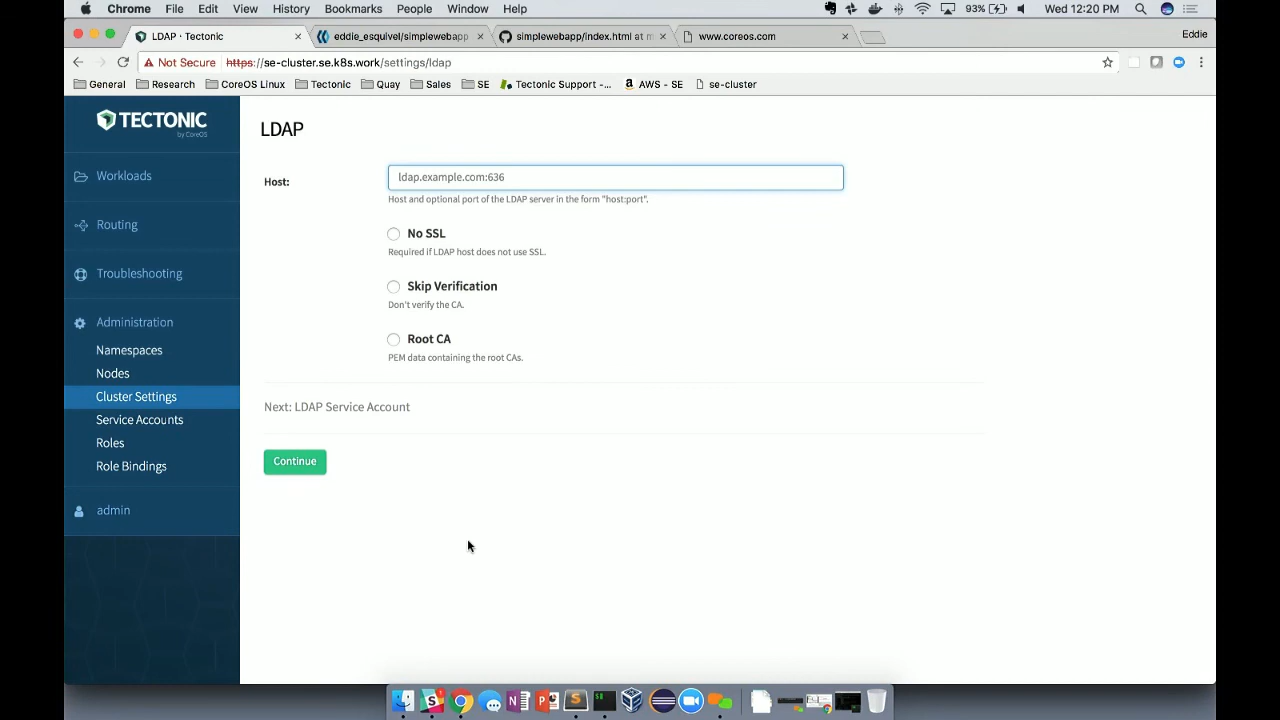 Chrome File Edit View History Bookmarks People Window Help 93% Wed 12:20 PM
LDAP · Tectonic eddie_esquivel/simplewebapp simplewebapp/index.html at m www.coreos.com Eddie
Not Secure https://se-cluster.se.k8s.work/settings/ldap
General Research CoreOS Linux Tectonic Quay Sales SE Tectonic Support -... AWS - SE se-cluster
TECTONIC
by CoreOS
Workloads
Routing
Troubleshooting
Administration
Namespaces
Nodes
Cluster Settings
Service Accounts
Roles
Role Bindings
admin
LDAP
Host:
ldap.example.com:636
Host and optional port of the LDAP server in the form "host:port".
No SSL
Required if LDAP host does not use SSL.
Skip Verification
Don't verify the CA.
Root CA
PEM data containing the root CAs.
Next: LDAP Service Account
Continue